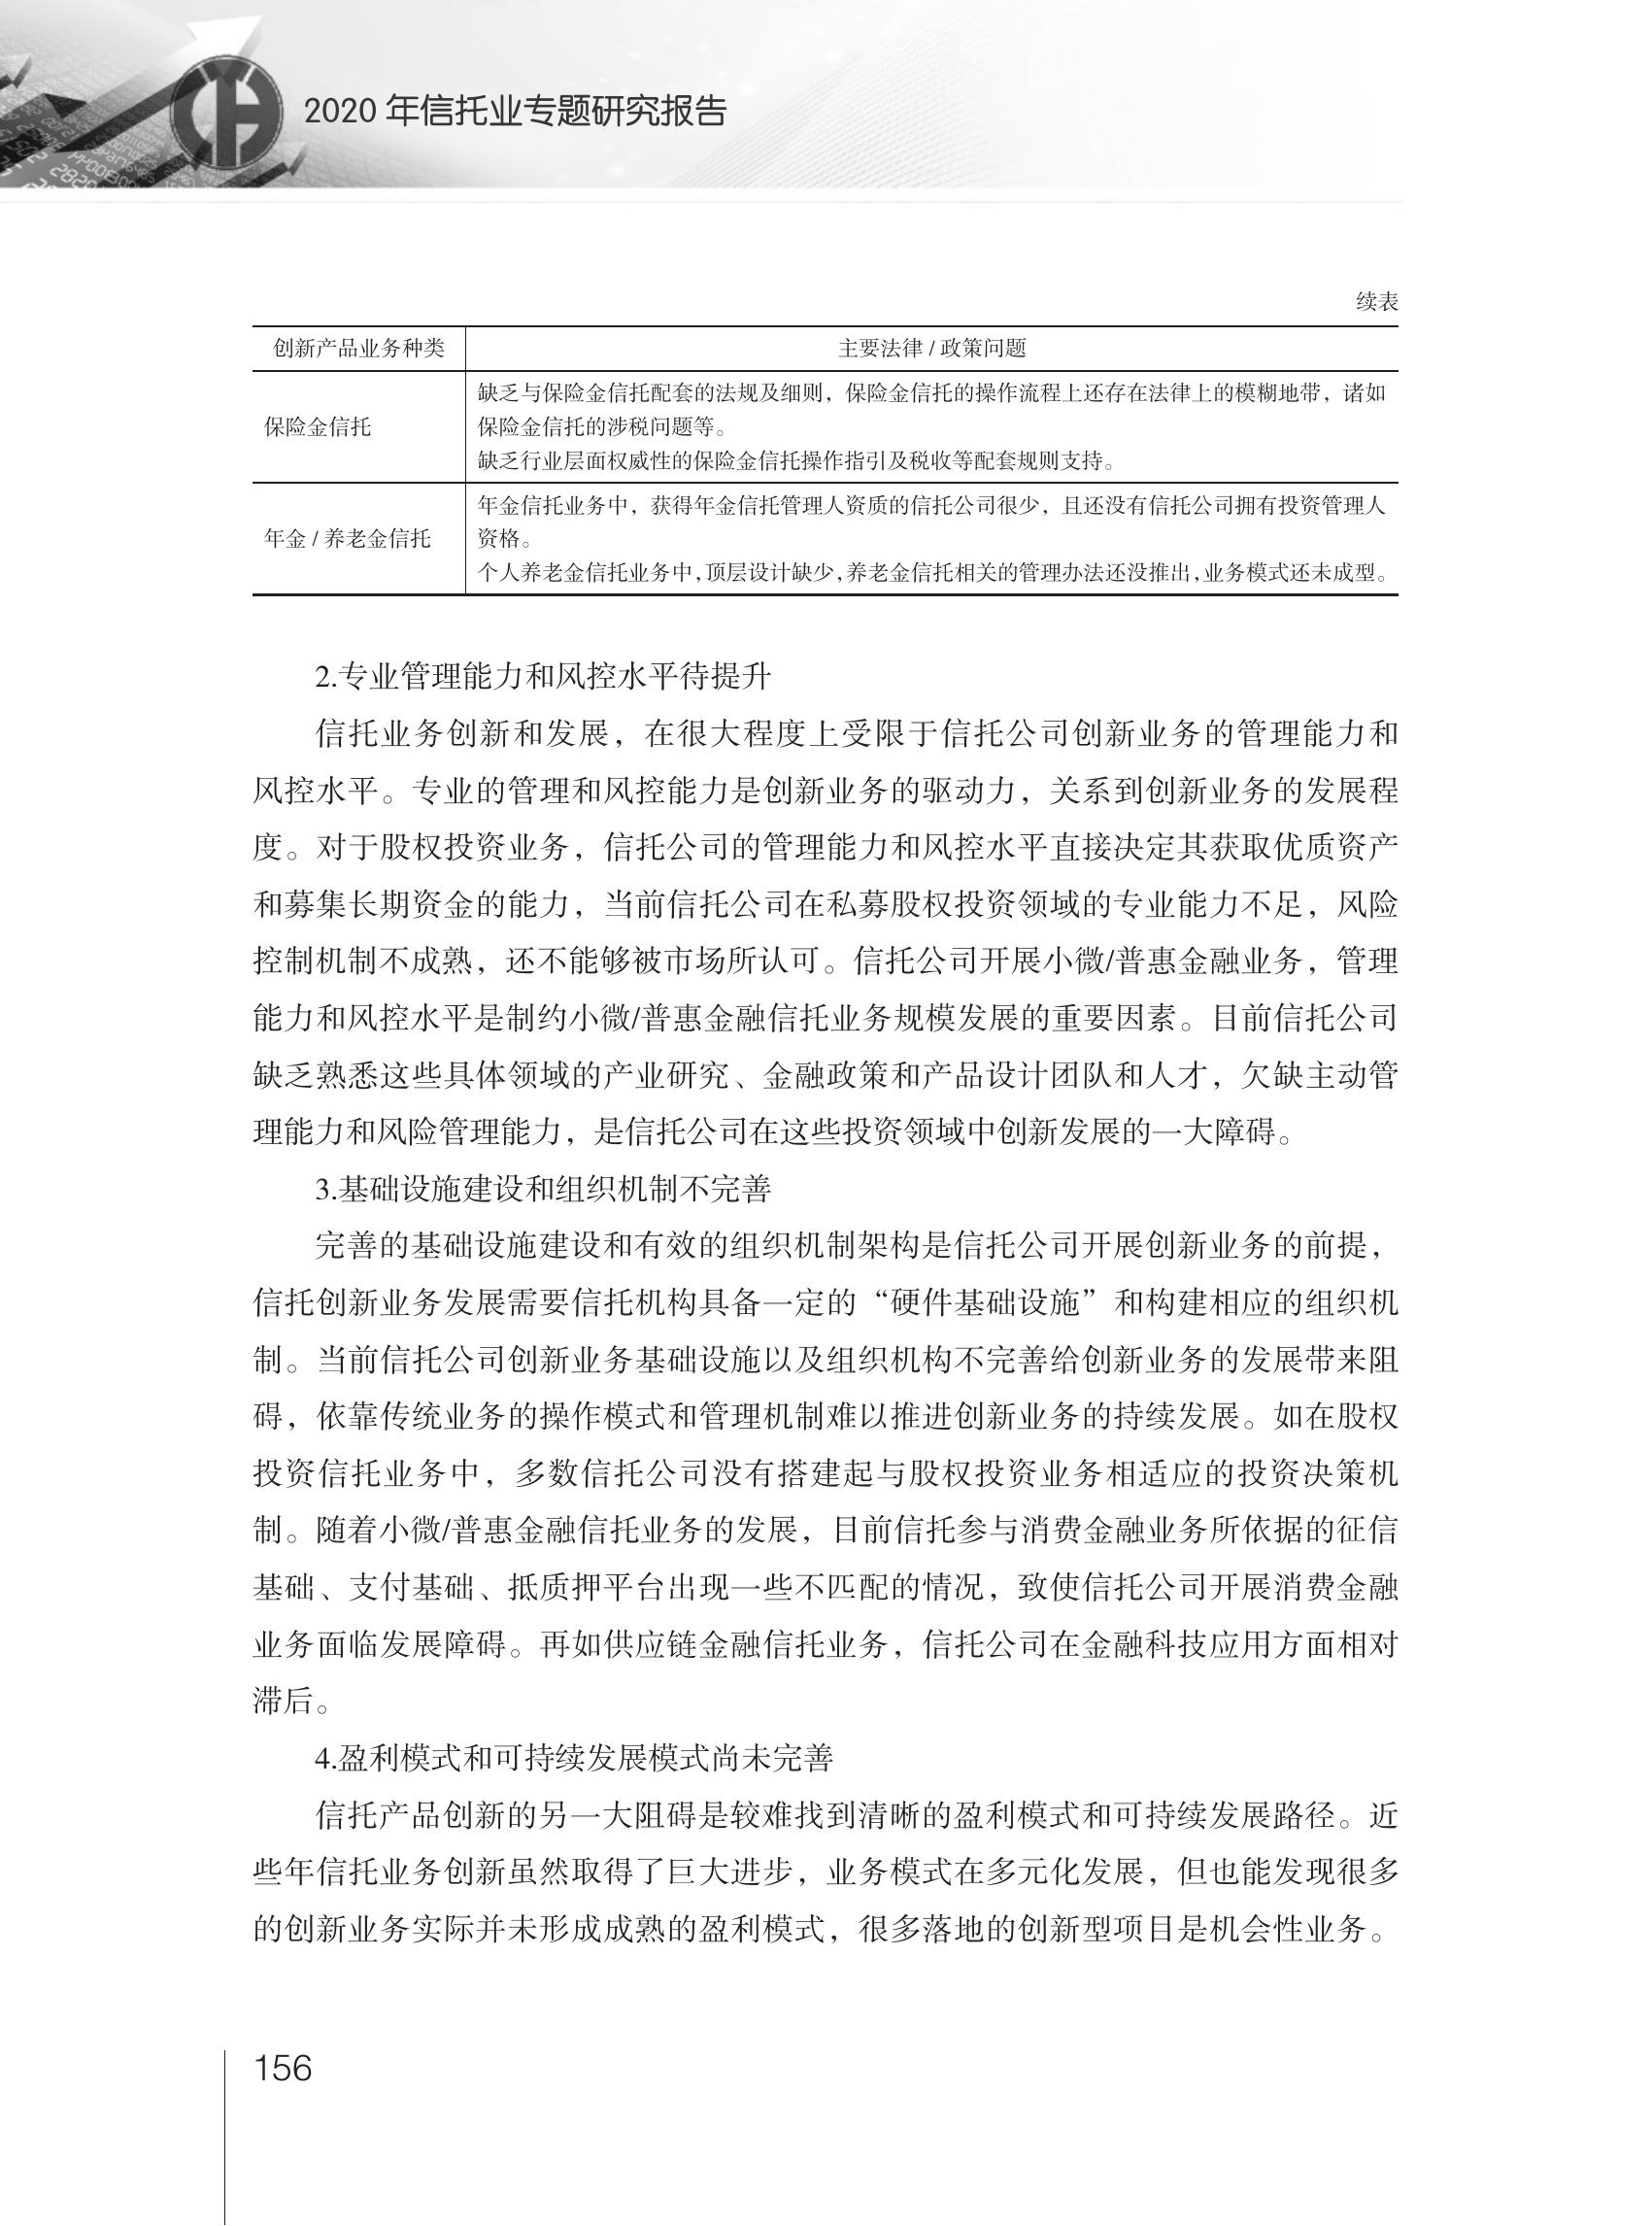 2020 年信托业专题研究报告
续表
创新产品业务种类 主要法律 / 政策问题
缺乏与保险金信托配套的法规及细则，保险金信托的操作流程上还存在法律上的模糊地带，诸如
保险金信托 保险金信托的涉税问题等。
缺乏行业层面权威性的保险金信托操作指引及税收等配套规则支持。
年金信托业务中，获得年金信托管理人资质的信托公司很少，且还没有信托公司拥有投资管理人
年金 / 养老金信托 资格。
个人养老金信托业务中，顶层设计缺少，养老金信托相关的管理办法还没推出，业务模式还未成型。
2.专业管理能力和风控水平待提升
信托业务创新和发展，在很大程度上受限于信托公司创新业务的管理能力和
风控水平。专业的管理和风控能力是创新业务的驱动力，关系到创新业务的发展程
度。对于股权投资业务，信托公司的管理能力和风控水平直接决定其获取优质资产
和募集长期资金的能力，当前信托公司在私募股权投资领域的专业能力不足，风险
控制机制不成熟，还不能够被市场所认可。信托公司开展小微/普惠金融业务，管理
能力和风控水平是制约小微/普惠金融信托业务规模发展的重要因素。目前信托公司
缺乏熟悉这些具体领域的产业研究、金融政策和产品设计团队和人才，欠缺主动管
理能力和风险管理能力，是信托公司在这些投资领域中创新发展的一大障碍。
3.基础设施建设和组织机制不完善
完善的基础设施建设和有效的组织机制架构是信托公司开展创新业务的前提，
信托创新业务发展需要信托机构具备一定的“硬件基础设施”和构建相应的组织机
制。当前信托公司创新业务基础设施以及组织机构不完善给创新业务的发展带来阻
碍，依靠传统业务的操作模式和管理机制难以推进创新业务的持续发展。如在股权
投资信托业务中，多数信托公司没有搭建起与股权投资业务相适应的投资决策机
制。随着小微/普惠金融信托业务的发展，目前信托参与消费金融业务所依据的征信
基础、支付基础、抵质押平台出现一些不匹配的情况，致使信托公司开展消费金融
业务面临发展障碍。再如供应链金融信托业务，信托公司在金融科技应用方面相对
滞后。
4.盈利模式和可持续发展模式尚未完善
信托产品创新的另一大阻碍是较难找到清晰的盈利模式和可持续发展路径。近
些年信托业务创新虽然取得了巨大进步，业务模式在多元化发展，但也能发现很多
的创新业务实际并未形成成熟的盈利模式，很多落地的创新型项目是机会性业务。
156